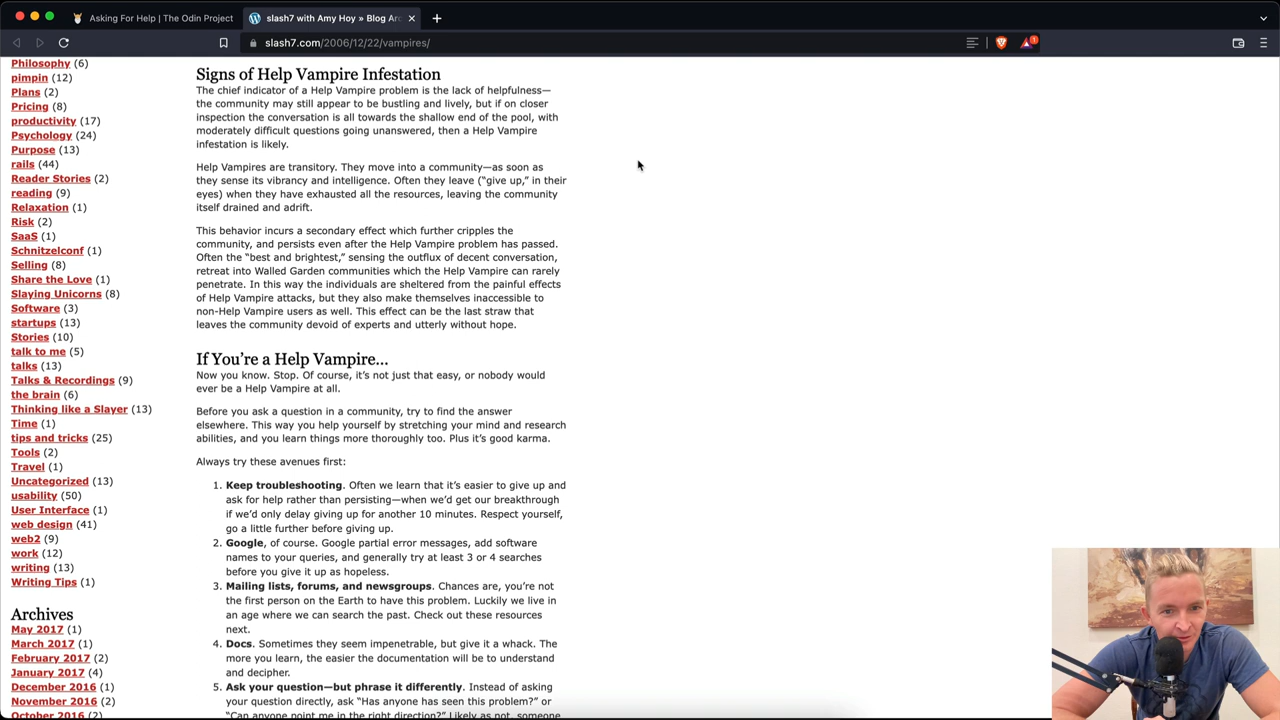 Asking For Help | The Odin Project
slash7 with Amy Hoy » Blog Arc
slash7.com/2006/12/22/vampires/
1
Philosophy (6)
pimpin (12)
Plans (2)
Pricing (8)
productivity (17)
Psychology (24)
Purpose (13)
rails (44)
Reader Stories (2)
reading (9)
Relaxation (1)
Risk (2)
SaaS (1)
Schnitzelconf (1)
Selling (8)
Share the Love (1)
Slaying Unicorns (8)
Software (3)
startups (13)
Stories (10)
talk to me (5)
talks (13)
Talks & Recordings (9)
the brain (6)
Thinking like a Slayer (13)
Time (1)
tips and tricks (25)
Tools (2)
Travel (1)
Uncategorized (13)
usability (50)
User Interface (1)
web design (41)
web2 (9)
work (12)
writing (13)
Writing Tips (1)
Archives
May 2017 (1)
March 2017 (1)
February 2017 (2)
January 2017 (4)
December 2016 (1)
November 2016 (2)
October 2016 (2)
Signs of Help Vampire Infestation
The chief indicator of a Help Vampire problem is the lack of helpfulness—
the community may still appear to be bustling and lively, but if on closer
inspection the conversation is all towards the shallow end of the pool, with
moderately difficult questions going unanswered, then a Help Vampire
infestation is likely.
Help Vampires are transitory. They move into a community—as soon as
they sense its vibrancy and intelligence. Often they leave (“give up,” in their
eyes) when they have exhausted all the resources, leaving the community
itself drained and adrift.
This behavior incurs a secondary effect which further cripples the
community, and persists even after the Help Vampire problem has passed.
Often the “best and brightest,” sensing the outflux of decent conversation,
retreat into Walled Garden communities which the Help Vampire can rarely
penetrate. In this way the individuals are sheltered from the painful effects
of Help Vampire attacks, but they also make themselves inaccessible to
non-Help Vampire users as well. This effect can be the last straw that
leaves the community devoid of experts and utterly without hope.
If You’re a Help Vampire…
Now you know. Stop. Of course, it’s not just that easy, or nobody would
ever be a Help Vampire at all.
Before you ask a question in a community, try to find the answer
elsewhere. This way you help yourself by stretching your mind and research
abilities, and you learn things more thoroughly too. Plus it’s good karma.
Always try these avenues first:
1. Keep troubleshooting. Often we learn that it’s easier to give up and
ask for help rather than persisting—when we’d get our breakthrough
if we’d only delay giving up for another 10 minutes. Respect yourself,
go a little further before giving up.
2. Google, of course. Google partial error messages, add software
names to your queries, and generally try at least 3 or 4 searches
before you give it up as hopeless.
3. Mailing lists, forums, and newsgroups. Chances are, you’re not
the first person on the Earth to have this problem. Luckily we live in
an age where we can search the past. Check out these resources
next.
4. Docs. Sometimes they seem impenetrable, but give it a whack. The
more you learn, the easier the documentation will be to understand
and decipher.
5. Ask your question—but phrase it differently. Instead of asking
your question directly, ask “Has anyone has seen this problem?” or
“Can anyone point me in the right direction?” Likely as not, someone